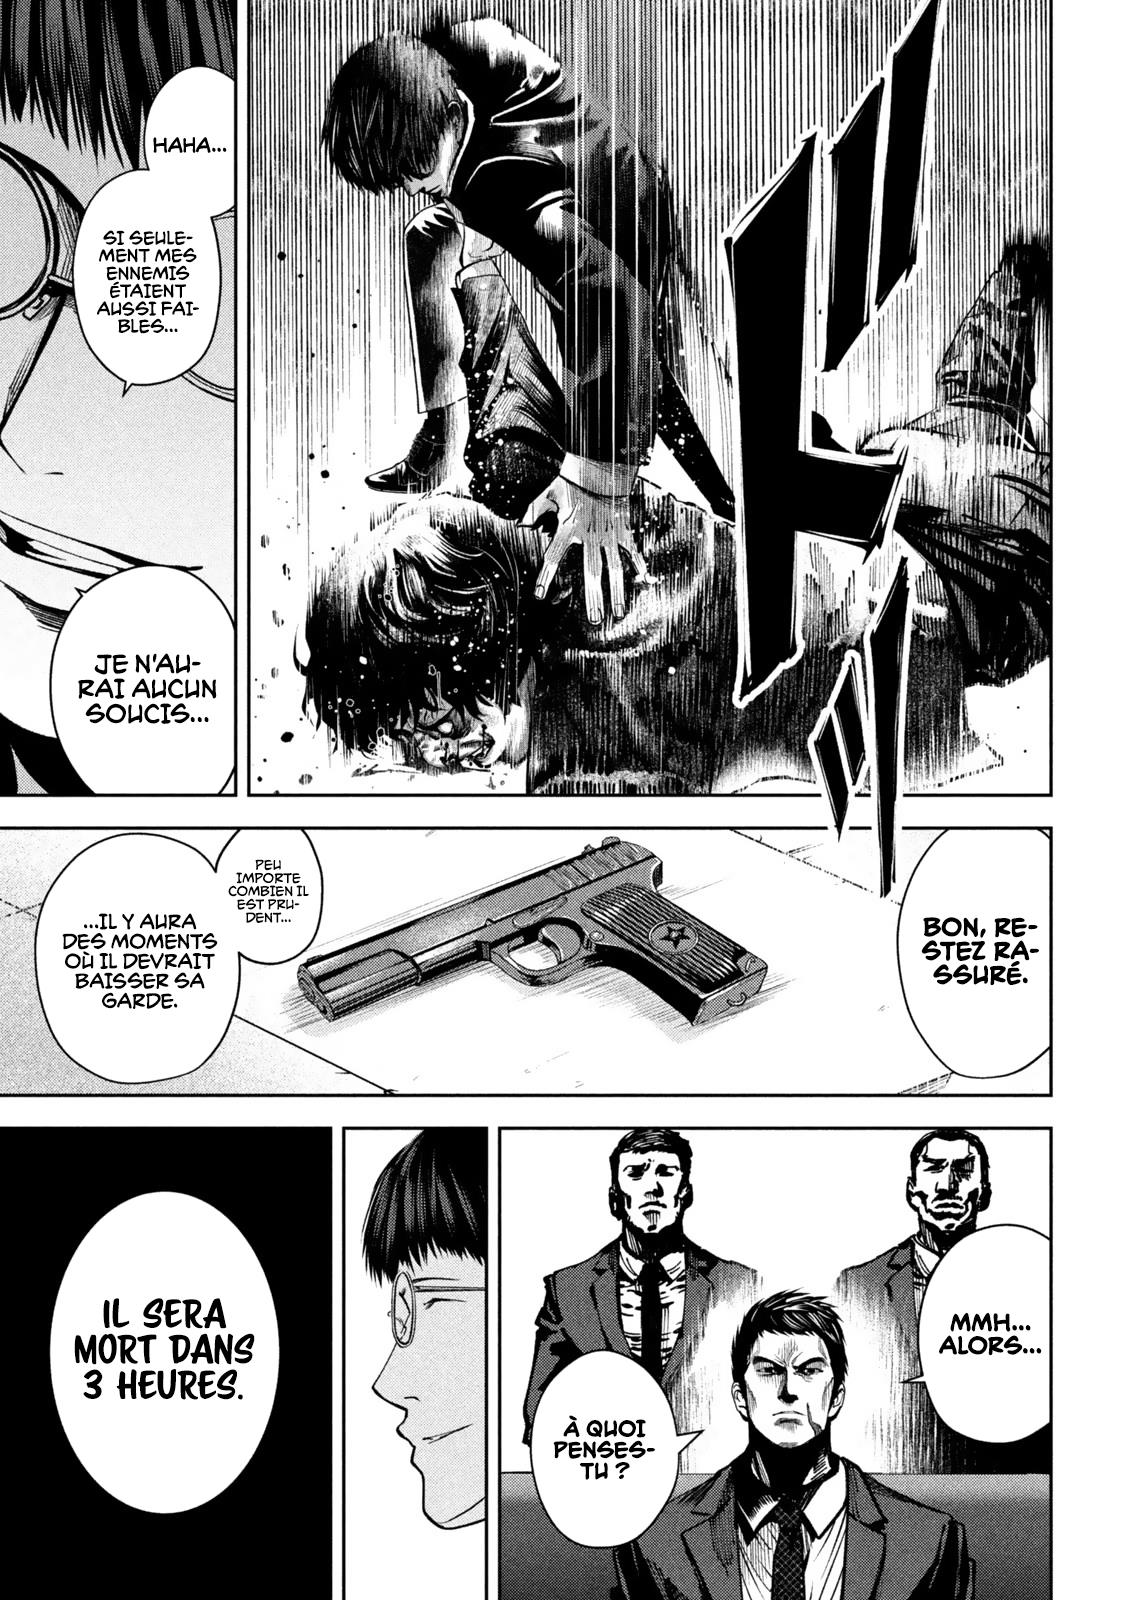 HAHA...
SI SEULE-
MENT MES
ENNEMIS
ÉTAIENT
AUSSI FAI-
BLES...
JE N'AU-
RAI AUCUN
SOUCIS...
BON, RE-
STEZ RA-
SSURÉ.
PEU
IMPORTE
COMBIEN IL
EST PRU-
DENT...
...IL Y AURA
DES MOMENTS
OÙ IL DEVRAIT
BAISSER SA
GARDE.
MMH...
ALORS...
À QUOI
PENSES-
TU ?
IL SERA
MORT DANS
3 HEURES.